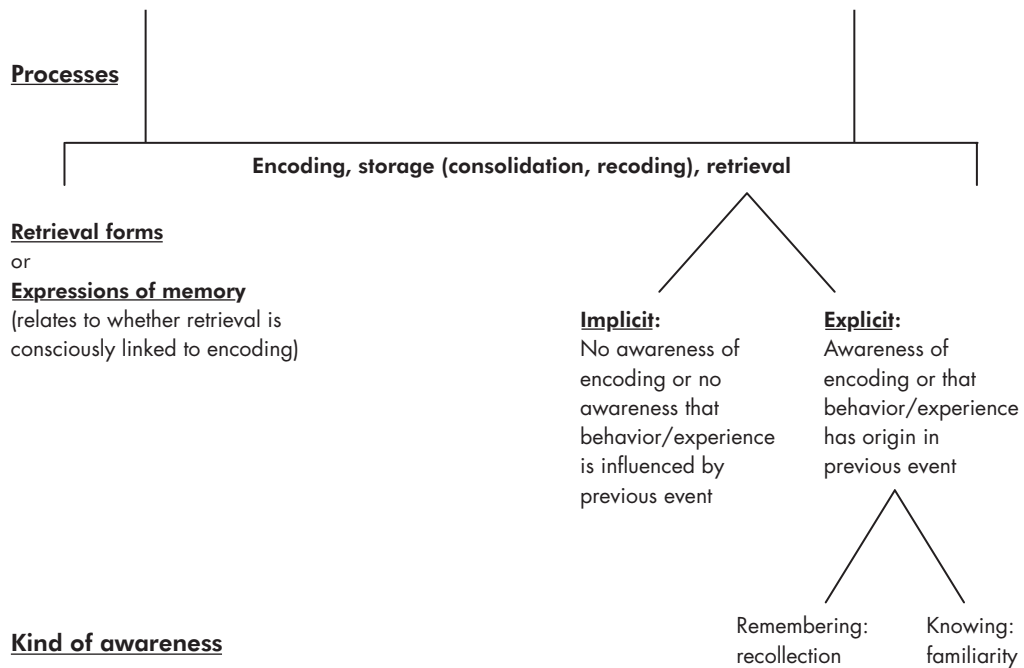 Processes
Encoding, storage (consolidation, recoding), retrieval
Retrieval forms
or
Expressions of memory
(relates to whether retrieval is
consciously linked to encoding)
Implicit:
No awareness of
encoding or no
awareness that
behavior/experience
is influenced by
previous event
Explicit:
Awareness of
encoding or that
behavior/experience
has origin in
previous event
Kind of awareness
Remembering:
recollection
Knowing:
familiarity